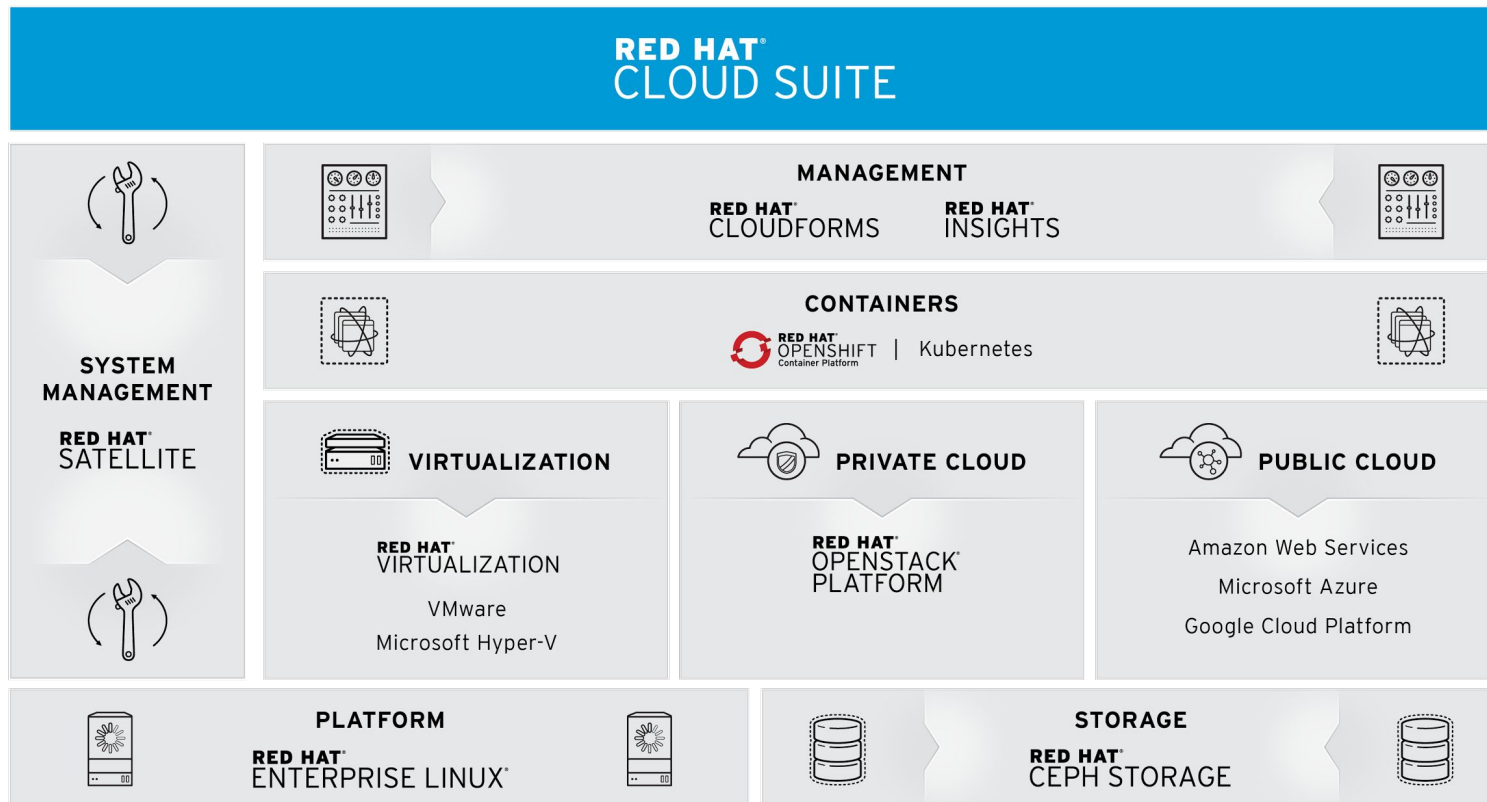 RED HAT®
CLOUD SUITE
SYSTEM
MANAGEMENT
RED HAT®
SATELLITE
MANAGEMENT
RED HAT®
CLOUDFORMS
RED HAT®
INSIGHTS
CONTAINERS
RED HAT®
OPENSHIFT
Container Platform
| Kubernetes
VIRTUALIZATION
RED HAT®
VIRTUALIZATION
VMware
Microsoft Hyper-V
PRIVATE CLOUD
RED HAT®
OPENSTACK®
PLATFORM
PUBLIC CLOUD
Amazon Web Services
Microsoft Azure
Google Cloud Platform
PLATFORM
RED HAT®
ENTERPRISE LINUX®
STORAGE
RED HAT®
CEPH STORAGE